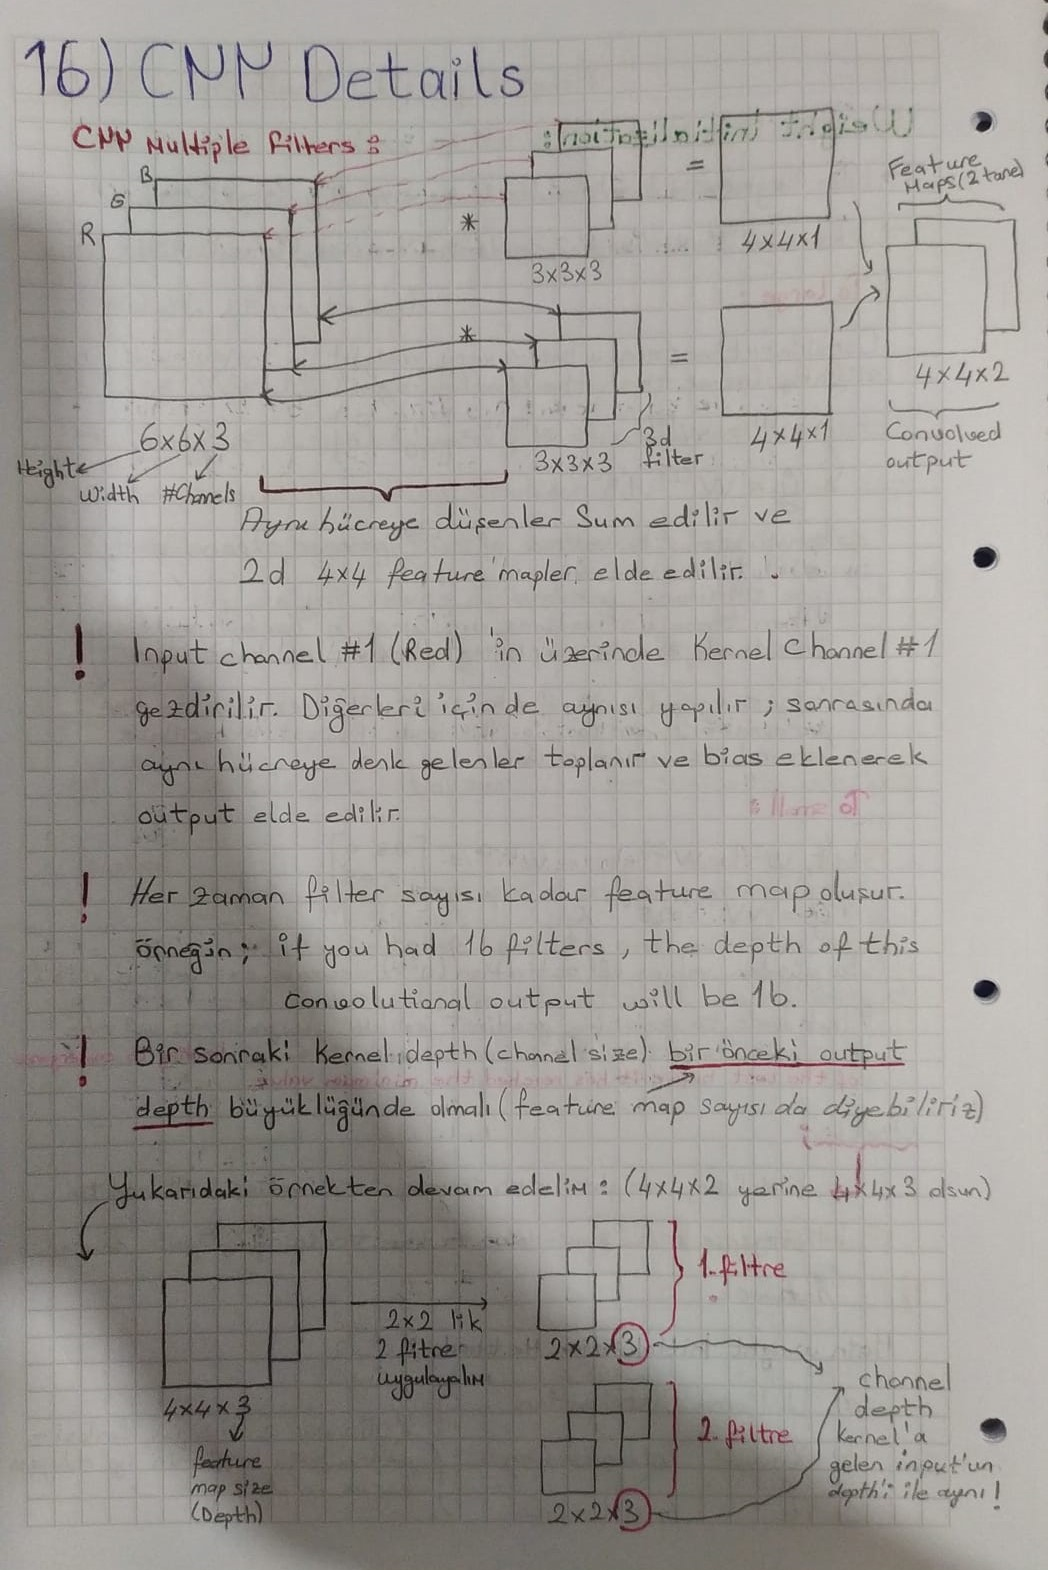 16) CNN Details
CNN Multiple Filters :
B
G
R
*
=
3x3x3
4x4x1
Feature
Maps (2 tane)
*
=
3x3x3
3d
filter
4x4x1
4x4x2
Convolved
output
6x6x3
Height
Width
#Channels
Aynı hücreye düşenler Sum edilir ve
2d 4x4 feature mapler elde edilir.
! Input channel #1 (Red) 'in üzerinde Kernel Channel #1
gezdirilir. Diğerleri içinde aynısı yapılır ; sonrasında
aynı hücreye denk gelenler toplanır ve bias eklenerek
output elde edilir.
! Her zaman filter sayısı kadar feature map oluşur.
örneğin ; if you had 16 filters , the depth of this
convolutional output will be 16.
! Bir sonraki Kernel depth (chanel size) bir önceki output
depth büyüklüğünde olmalı (feature map sayısı da diyebiliriz)
Yukarıdaki örnekten devam edelim : (4x4x2 yerine 4x4x3 olsun)
2x2 lik
2 fitre
uygulayalım
4x4x3
feature
map size
(Depth)
1. filtre
2x2x3
2. filtre
2x2x3
channel
depth
kernel'a
gelen input'un
depth'i ile aynı !